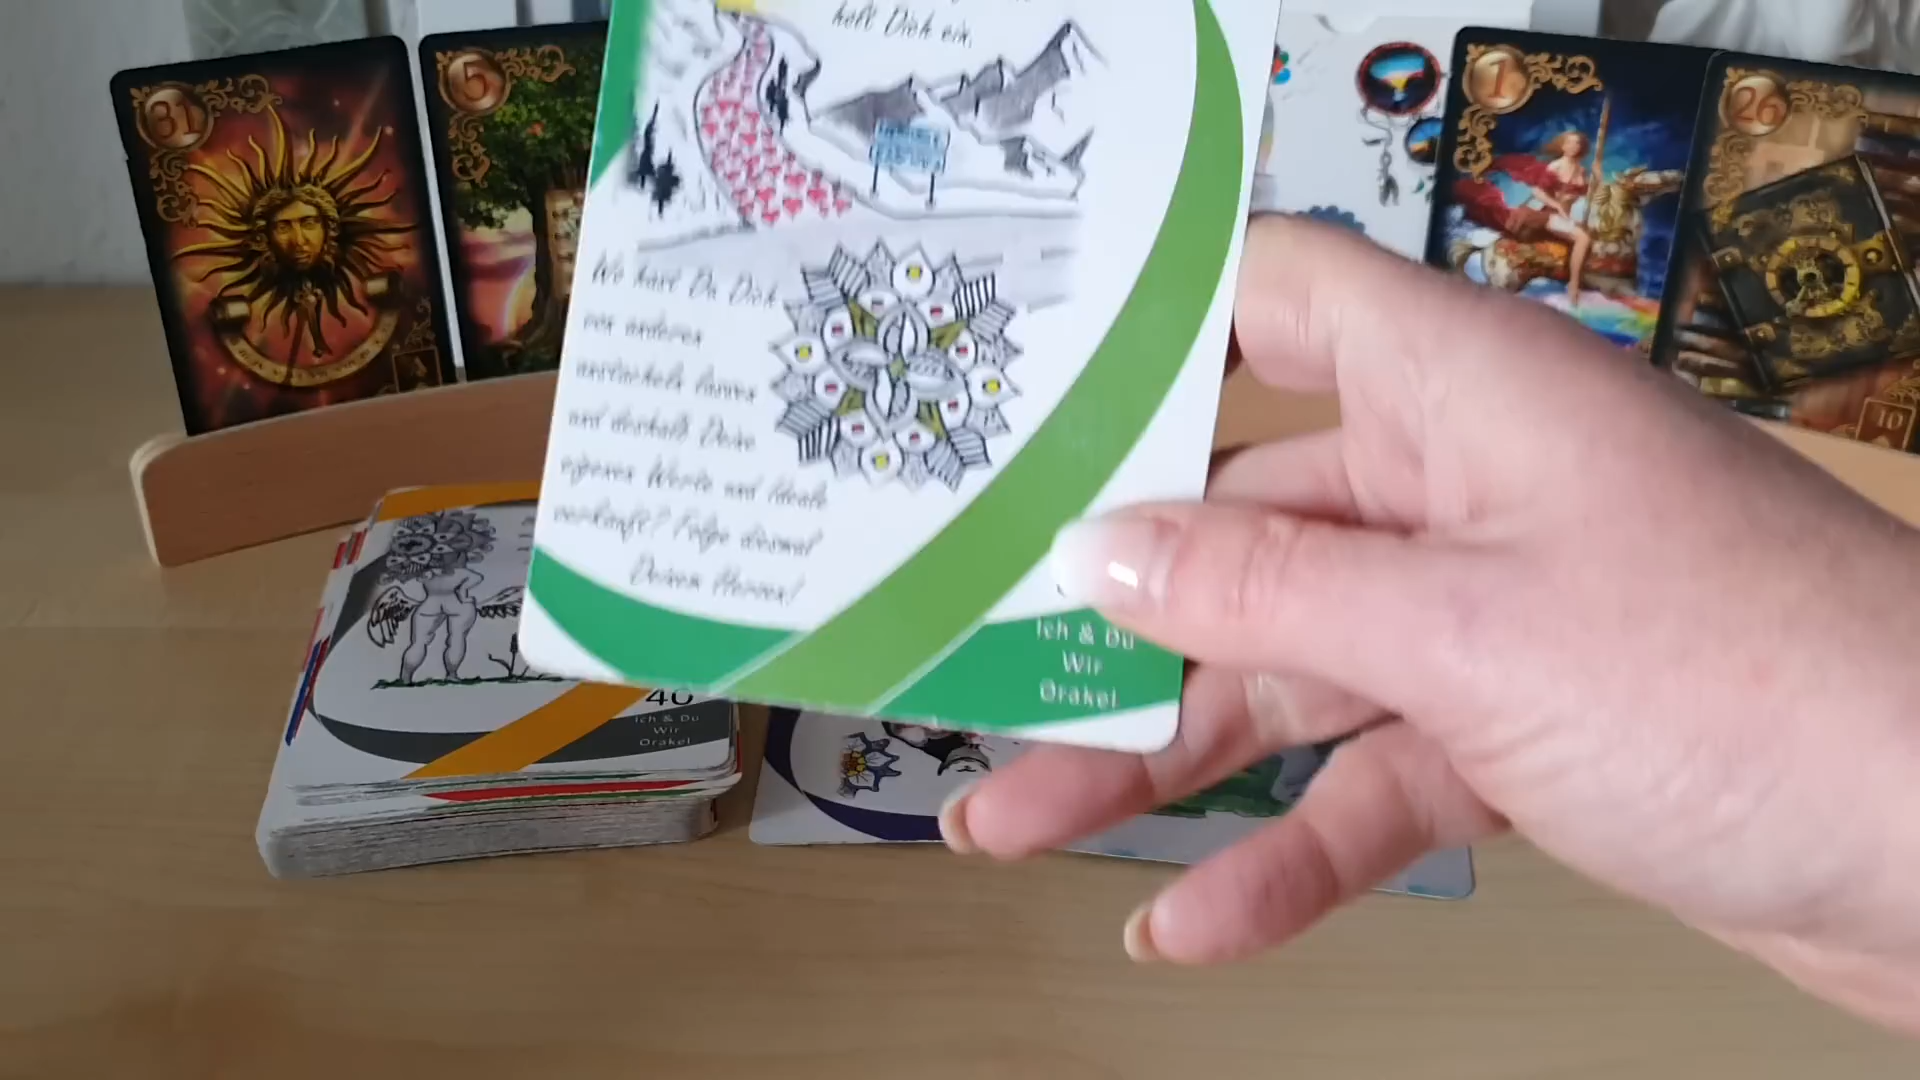 holt Dich ein.
31
5
1
26
10
Wo hast Du Dich
von anderen
anstacheln lassen
und deshalb Deine
eigenen Werte und Ideale
verkauft? Folge diesmal
Deinem Herzen!
Ich & Du
Wir
Orakel
40
Ich & Du
Wir
Orakel